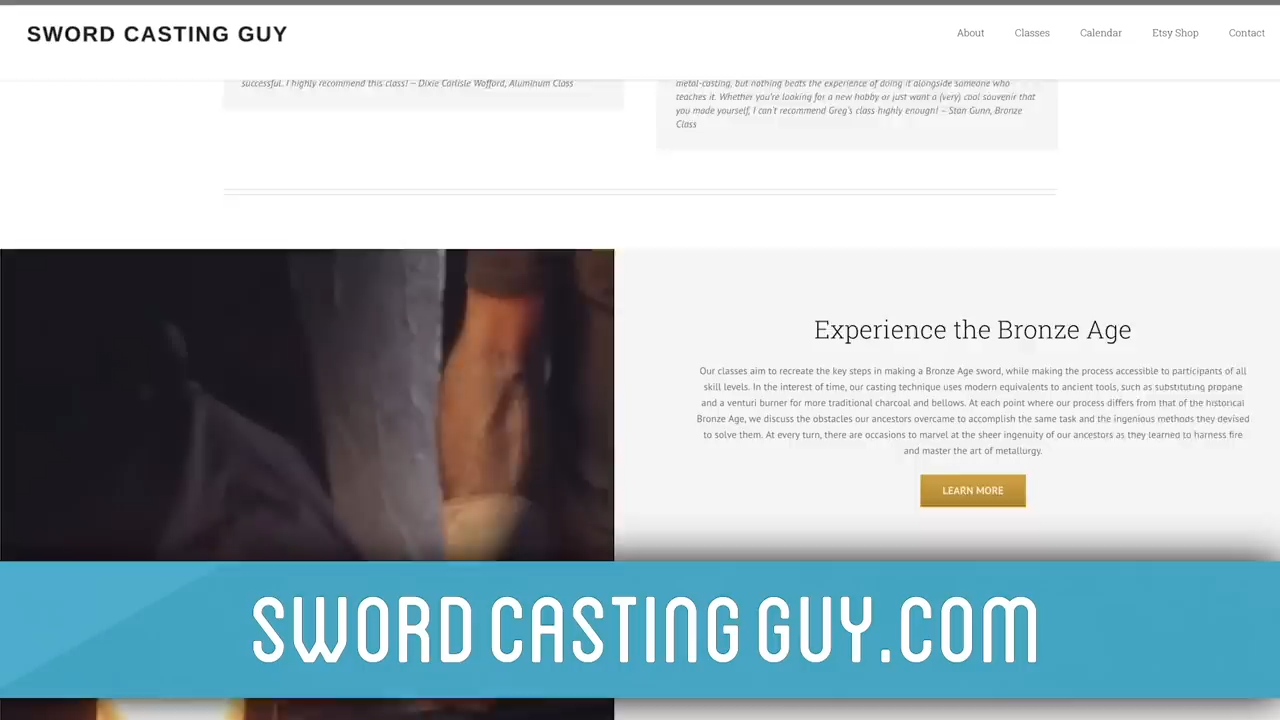 SWORD CASTING GUY
About Classes Calendar Etsy Shop Contact
successful. I highly recommend this class! – Dixie Carlisle Wofford, Aluminum Class
metal-casting, but nothing beats the experience of doing it alongside someone who
teaches it. Whether you're looking for a new hobby or just want a (very) cool souvenir that
you made yourself, I can't recommend Greg's class highly enough! – Stan Gunn, Bronze
Class
Experience the Bronze Age
Our classes aim to recreate the key steps in making a Bronze Age sword, while making the process accessible to participants of all
skill levels. In the interest of time, our casting technique uses modern equivalents to ancient tools, such as substituting propane
and a venturi burner for more traditional charcoal and bellows. At each point where our process differs from that of the historical
Bronze Age, we discuss the obstacles our ancestors overcame to accomplish the same task and the ingenious methods they devised
to solve them. At every turn, there are occasions to marvel at the sheer ingenuity of our ancestors as they learned to harness fire
and master the art of metallurgy.
LEARN MORE
SWORD CASTING GUY.COM